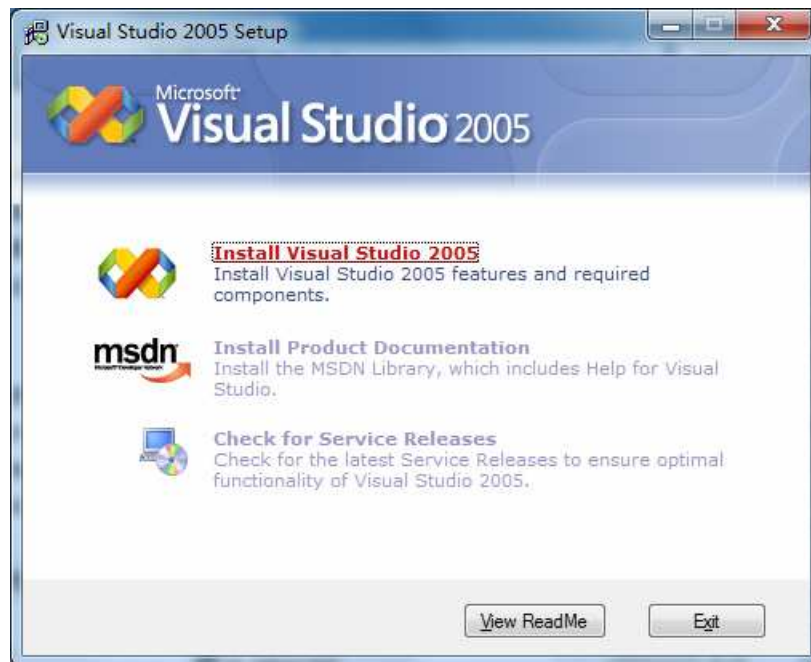 Visual Studio 2005 Setup
Microsoft
Visual Studio 2005
Install Visual Studio 2005
Install Visual Studio 2005 features and required
components.
msdn
Install Product Documentation
Install the MSDN Library, which includes Help for Visual
Studio.
Check for Service Releases
Check for the latest Service Releases to ensure optimal
functionality of Visual Studio 2005.
View ReadMe
Exit